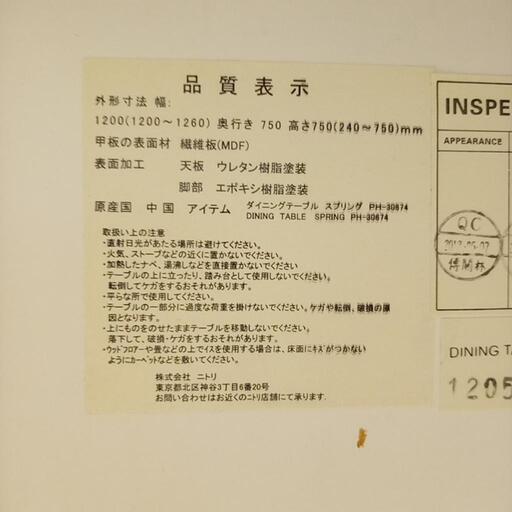 品質表示
外形寸法 幅:
1200(1200～1260) 奥行き 750 高さ750(240～750)mm
甲板の表面材 繊維板(MDF)
表面加工 天板 ウレタン樹脂塗装
脚部 エポキシ樹脂塗装
原産国 中国 アイテム ダイニングテーブル スプリング PH-30674
DINING TABLE SPRING PH-30674
取扱い上の注意
・直射日光があたる場所は避けてください。
・火気、ストーブなどの近くに置かないでください。
・加熱したナベ、湯沸しなどを直接置かないでください。
・テーブルの上に立ったり、踏み台として使用しないでください。
転倒してケガをするおそれがあります。
・平らな所で使用してください。
・テーブルの一部分に過度な荷重を掛けないでください。ケガや転倒、破損の原
因となります。
・上にものをのせたままテーブルを移動しないでください。
落下して、破損・ケガをするおそれがあります。
・ウッドフロアーや畳などの上でイスを使用する場合は、床面にキズがつかない
ようにカーペットなどを敷いてください。
株式会社 ニトリ
東京都北区神谷3丁目6番20号
お問い合わせはお近くのニトリ店舗にて承ります.
INSPE
APPEARANCE
QC
DINING TA
1205